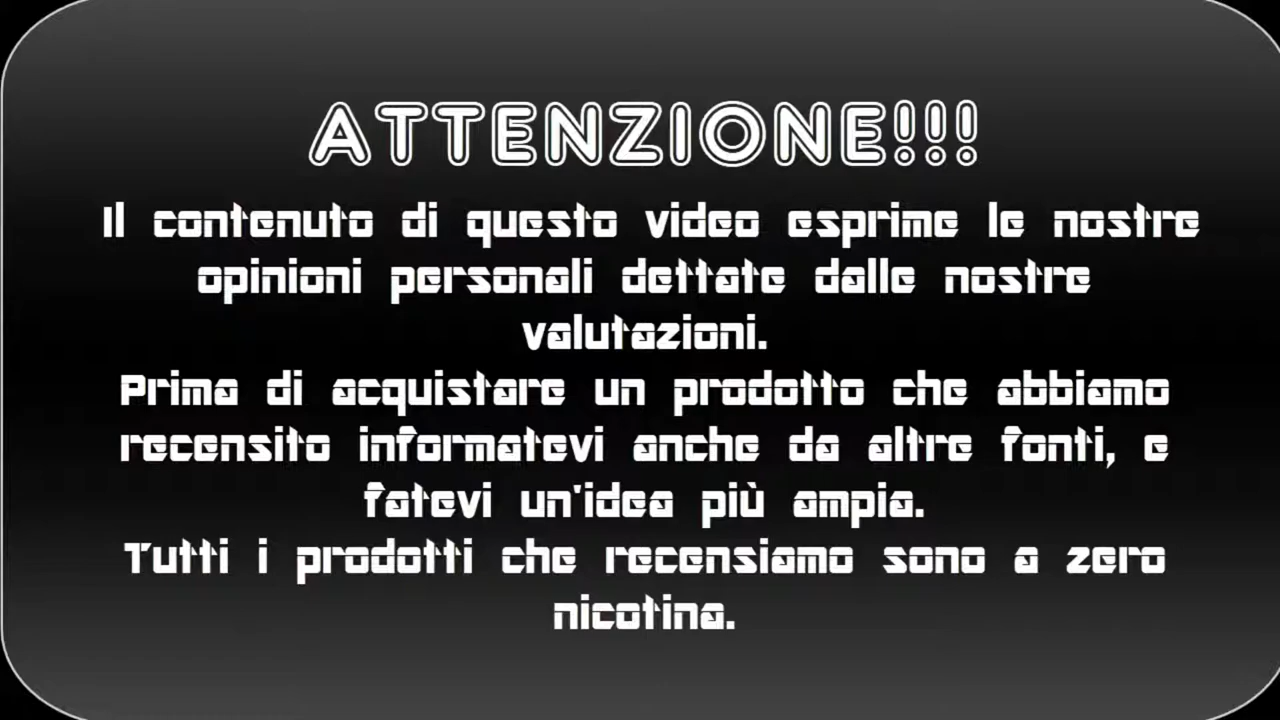 ATTENZIONE!!!
Il contenuto di questo video esprime le nostre
opinioni personali dettate dalle nostre
valutazioni.
Prima di acquistare un prodotto che abbiamo
recensito informatevi anche da altre fonti, e
fatevi un'idea più ampia.
Tutti i prodotti che recensiamo sono a zero
nicotina.